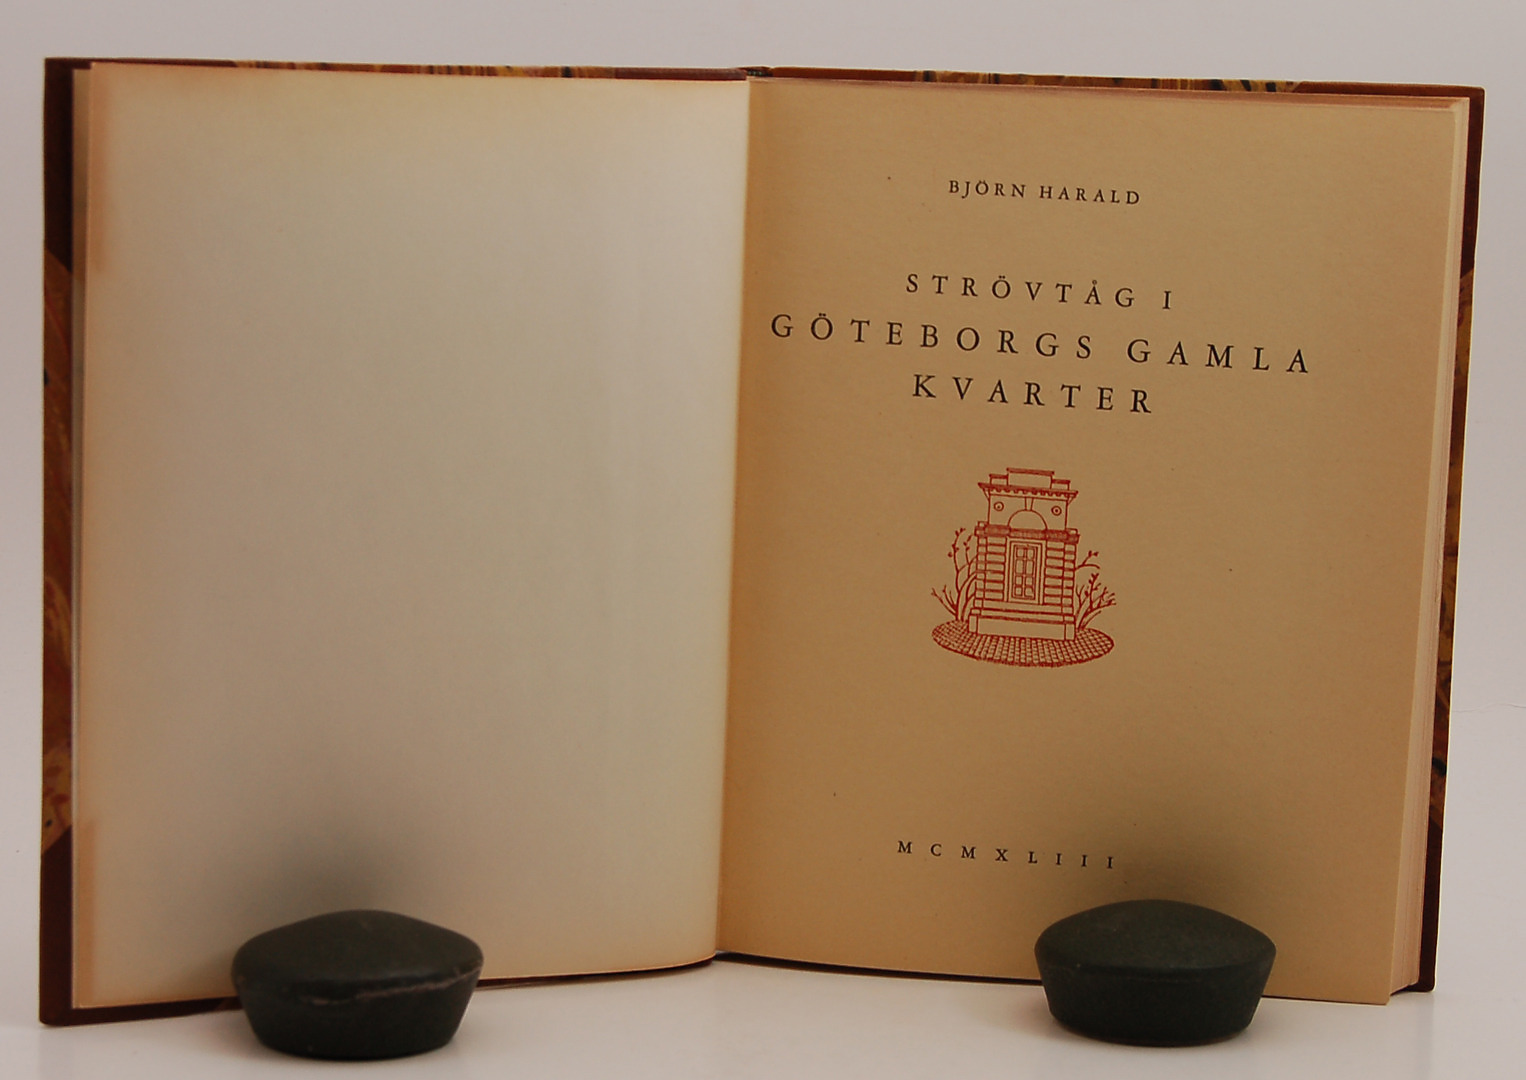 BJÖRN HARALD
STRÖVTÅG I
GÖTEBORGS GAMLA
KVARTER
MCMXLIII